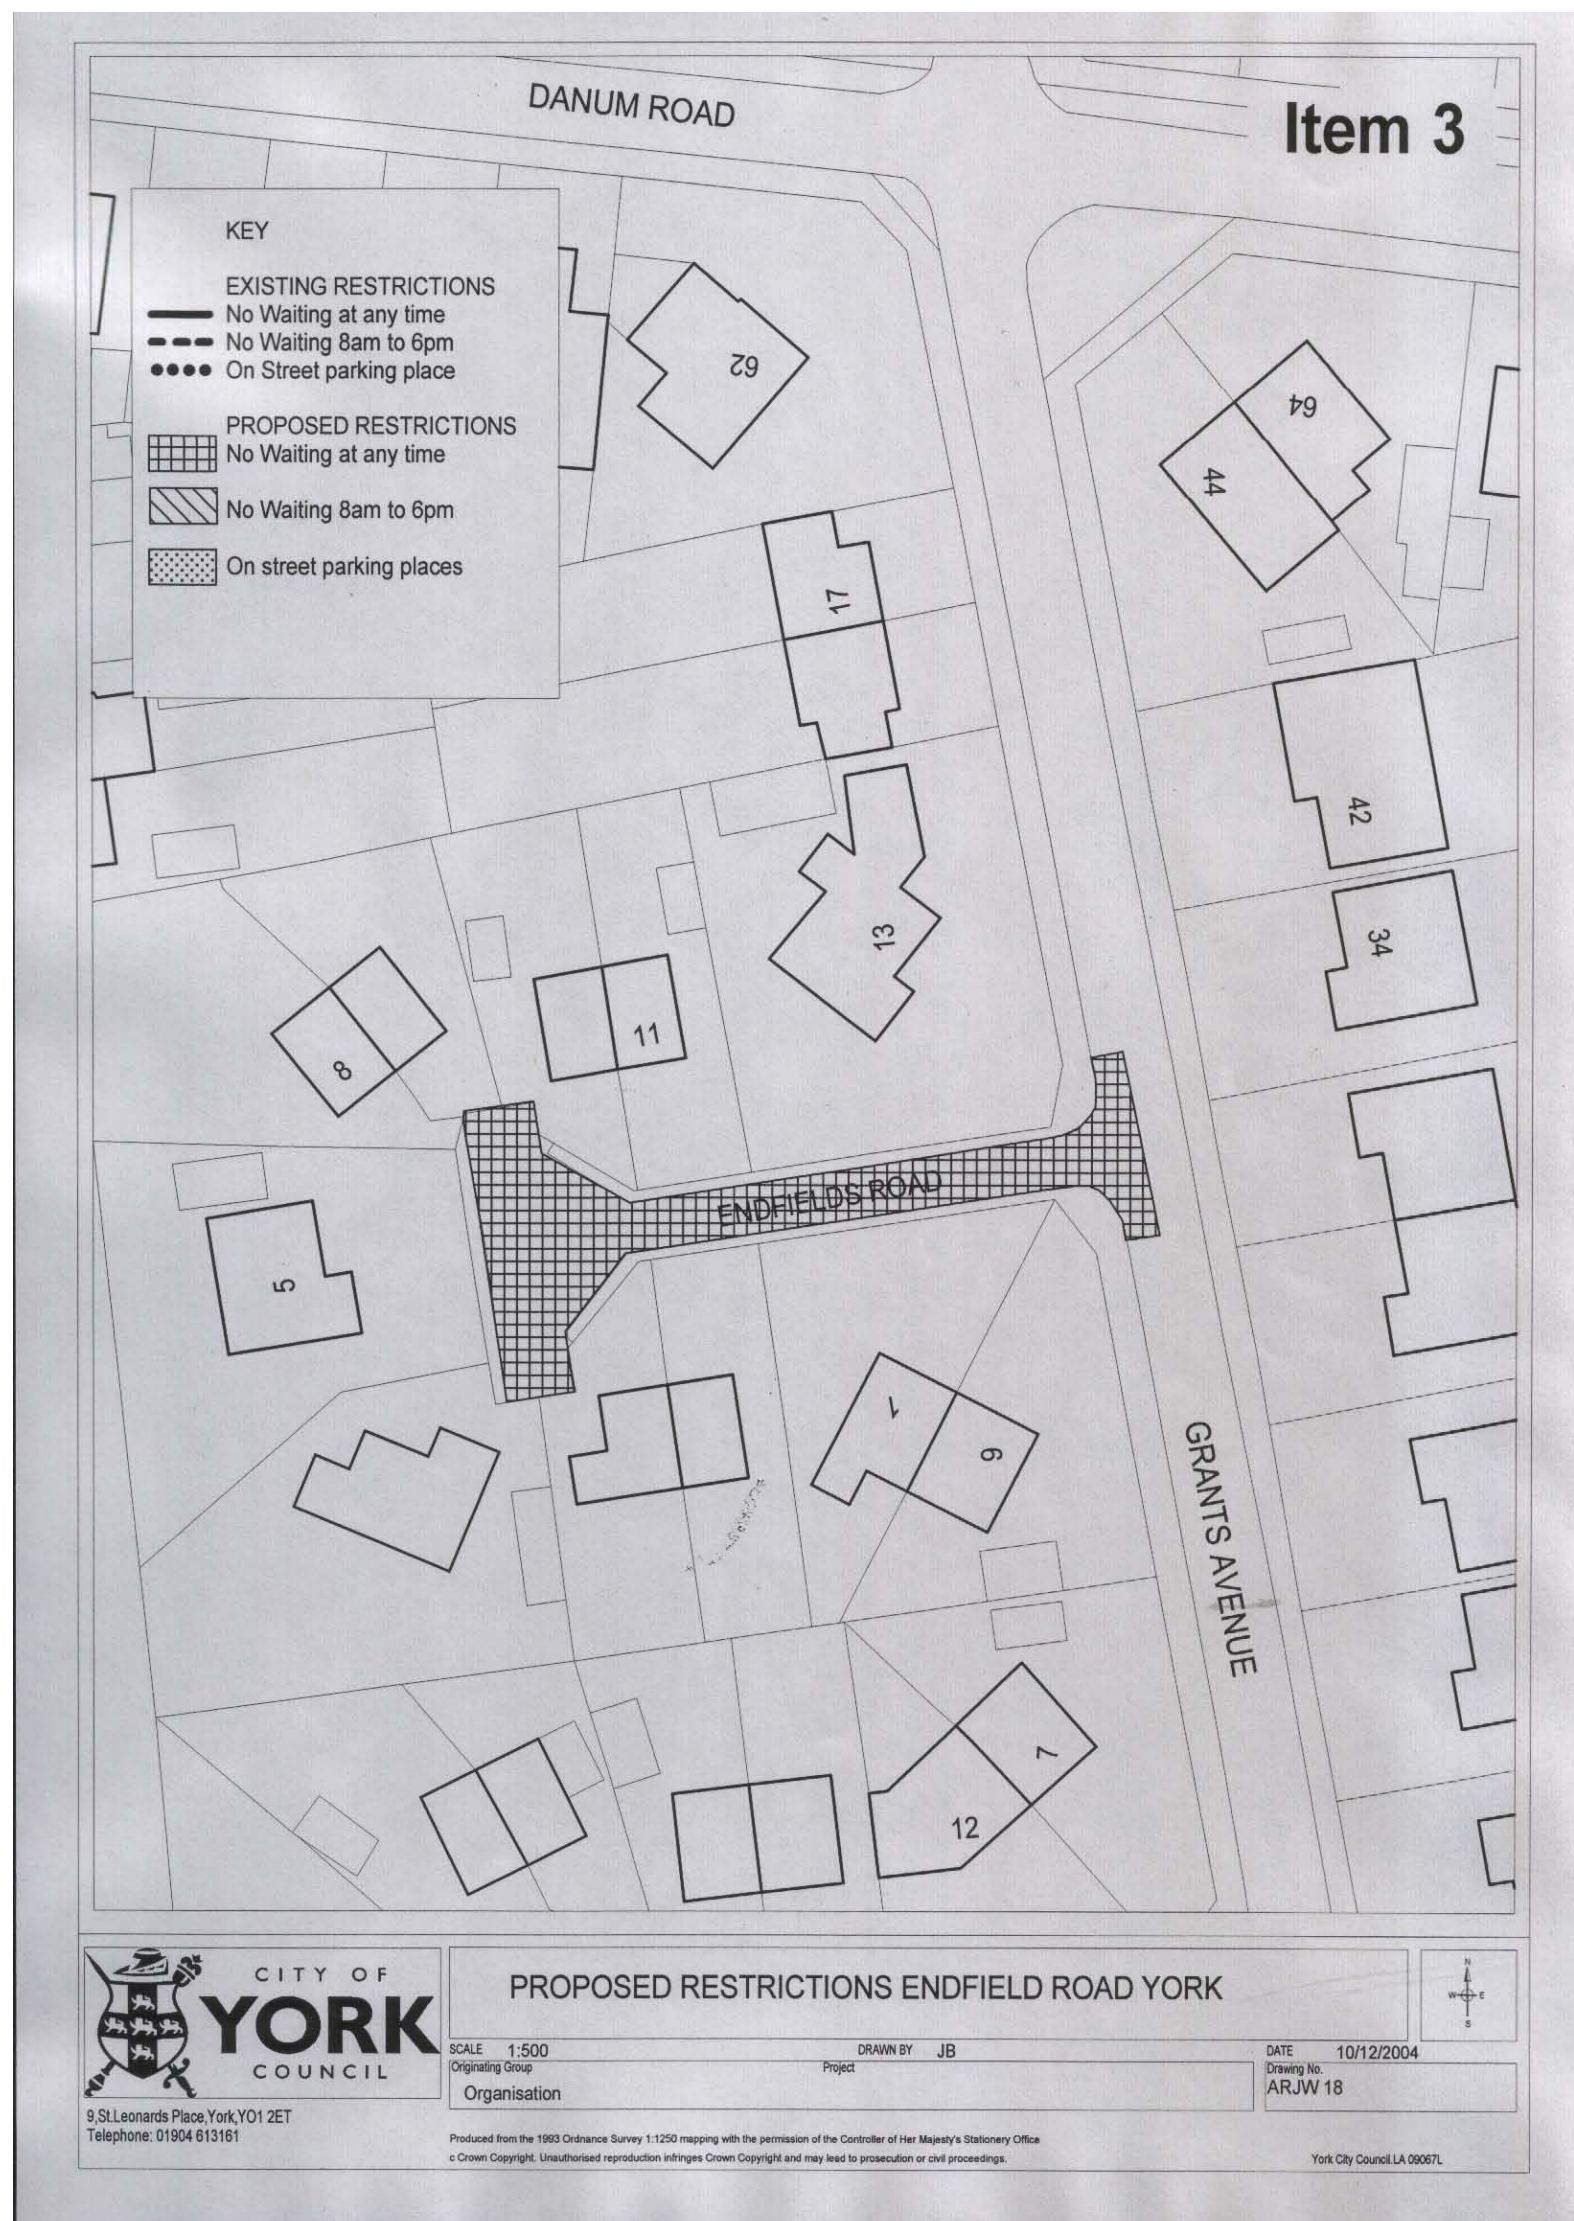 DANUM ROAD
Item 3
KEY
EXISTING RESTRICTIONS
No Waiting at any time
No Waiting 8am to 6pm
On Street parking place
PROPOSED RESTRICTIONS
No Waiting at any time
No Waiting 8am to 6pm
On street parking places
62
64
44
17
42
13
34
11
8
ENDFIELDS ROAD
5
1
9
GRANTS AVENUE
7
12
CITY OF
YORK
COUNCIL
9,St.Leonards Place,York,YO1 2ET
Telephone: 01904 613161
PROPOSED RESTRICTIONS ENDFIELD ROAD YORK
N
W E
S
SCALE 1:500
DRAWN BY JB
DATE 10/12/2004
Originating Group
Organisation
Project
Drawing No.
ARJW 18
Produced from the 1993 Ordnance Survey 1:1250 mapping with the permission of the Controller of Her Majesty's Stationery Office
c Crown Copyright. Unauthorised reproduction infringes Crown Copyright and may lead to prosecution or civil proceedings.
York City Council.LA 09067L